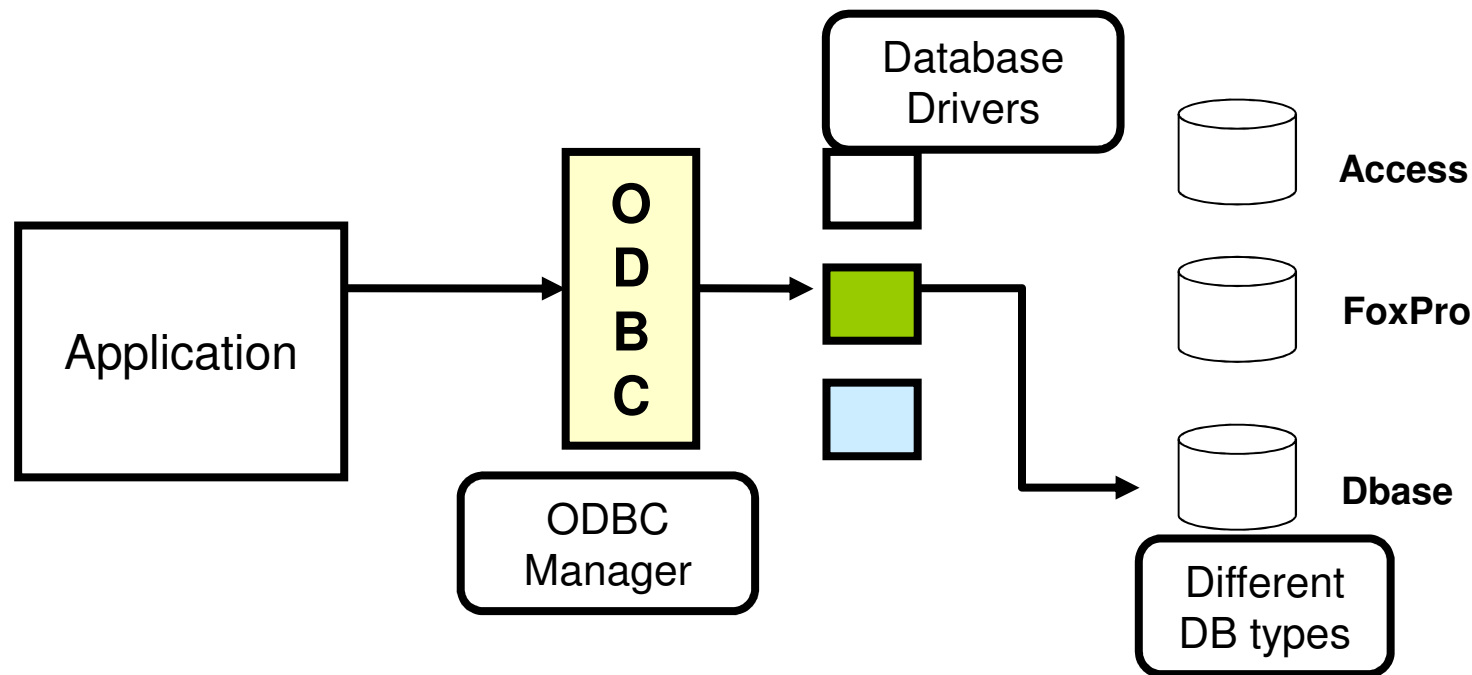 Database
Drivers
Access
O
D
B
C
Application
FoxPro
Dbase
ODBC
Manager
Different
DB types